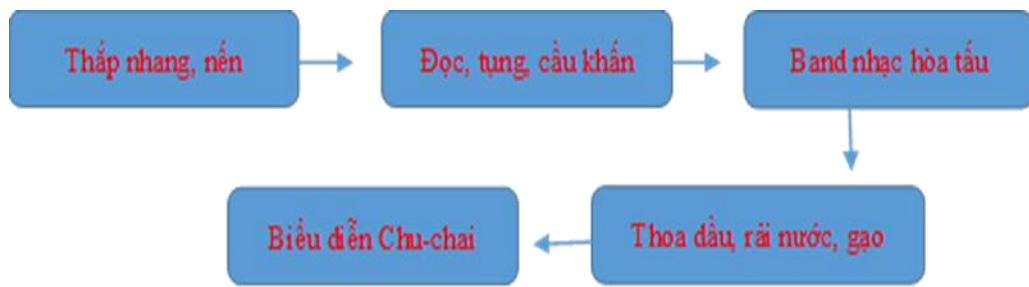 Thắp nhang, nến
Đọc, tụng, cầu khấn
Band nhạc hòa tấu
Thoa dầu, rải nước, gạo
Biểu diễn Chu-chai